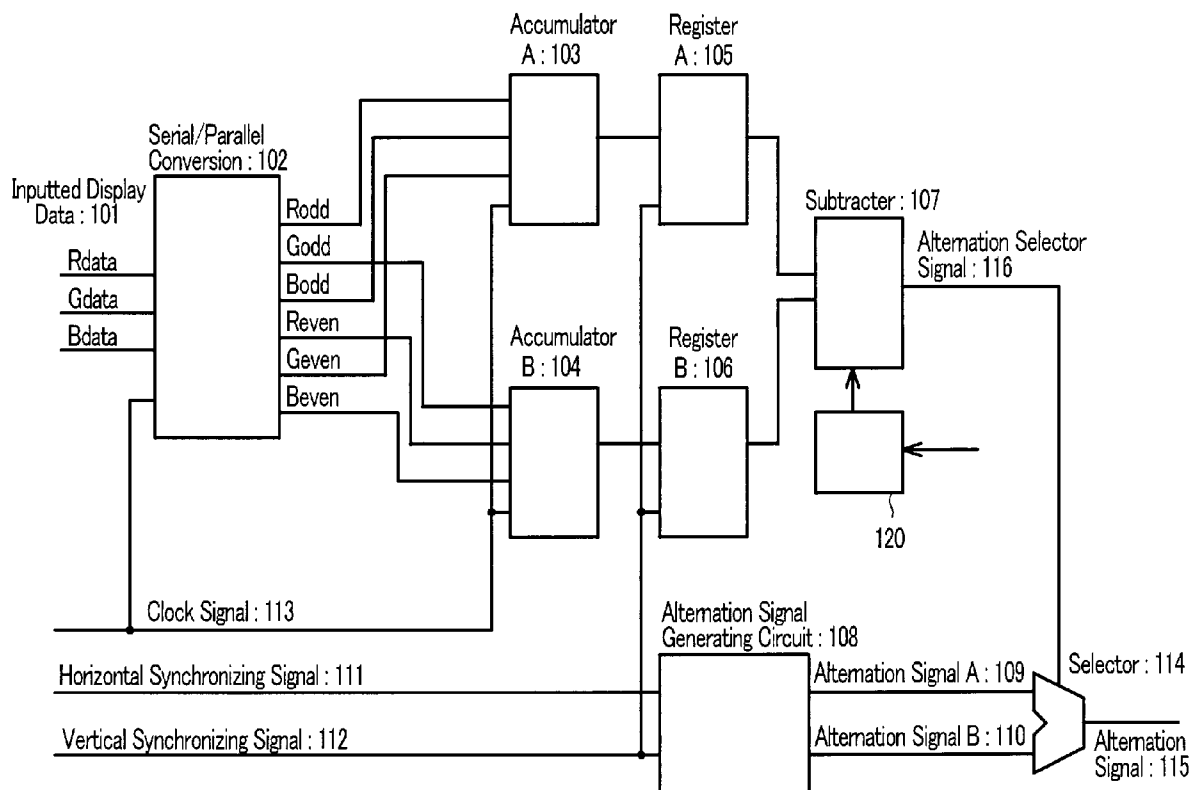 Accumulator
A : 103
Register
A : 105
Serial/Parallel
Conversion : 102
Inputted Display
Data : 101
Rdata
Gdata
Bdata
Rodd
Godd
Bodd
Reven
Geven
Beven
Accumulator
B : 104
Register
B : 106
Subtracter : 107
Alternation Selector
Signal : 116
120
Clock Signal : 113
Alternation Signal
Generating Circuit : 108
Horizontal Synchronizing Signal : 111
Vertical Synchronizing Signal : 112
Alternation Signal A : 109
Alternation Signal B : 110
Selector : 114
Alternation
Signal : 115